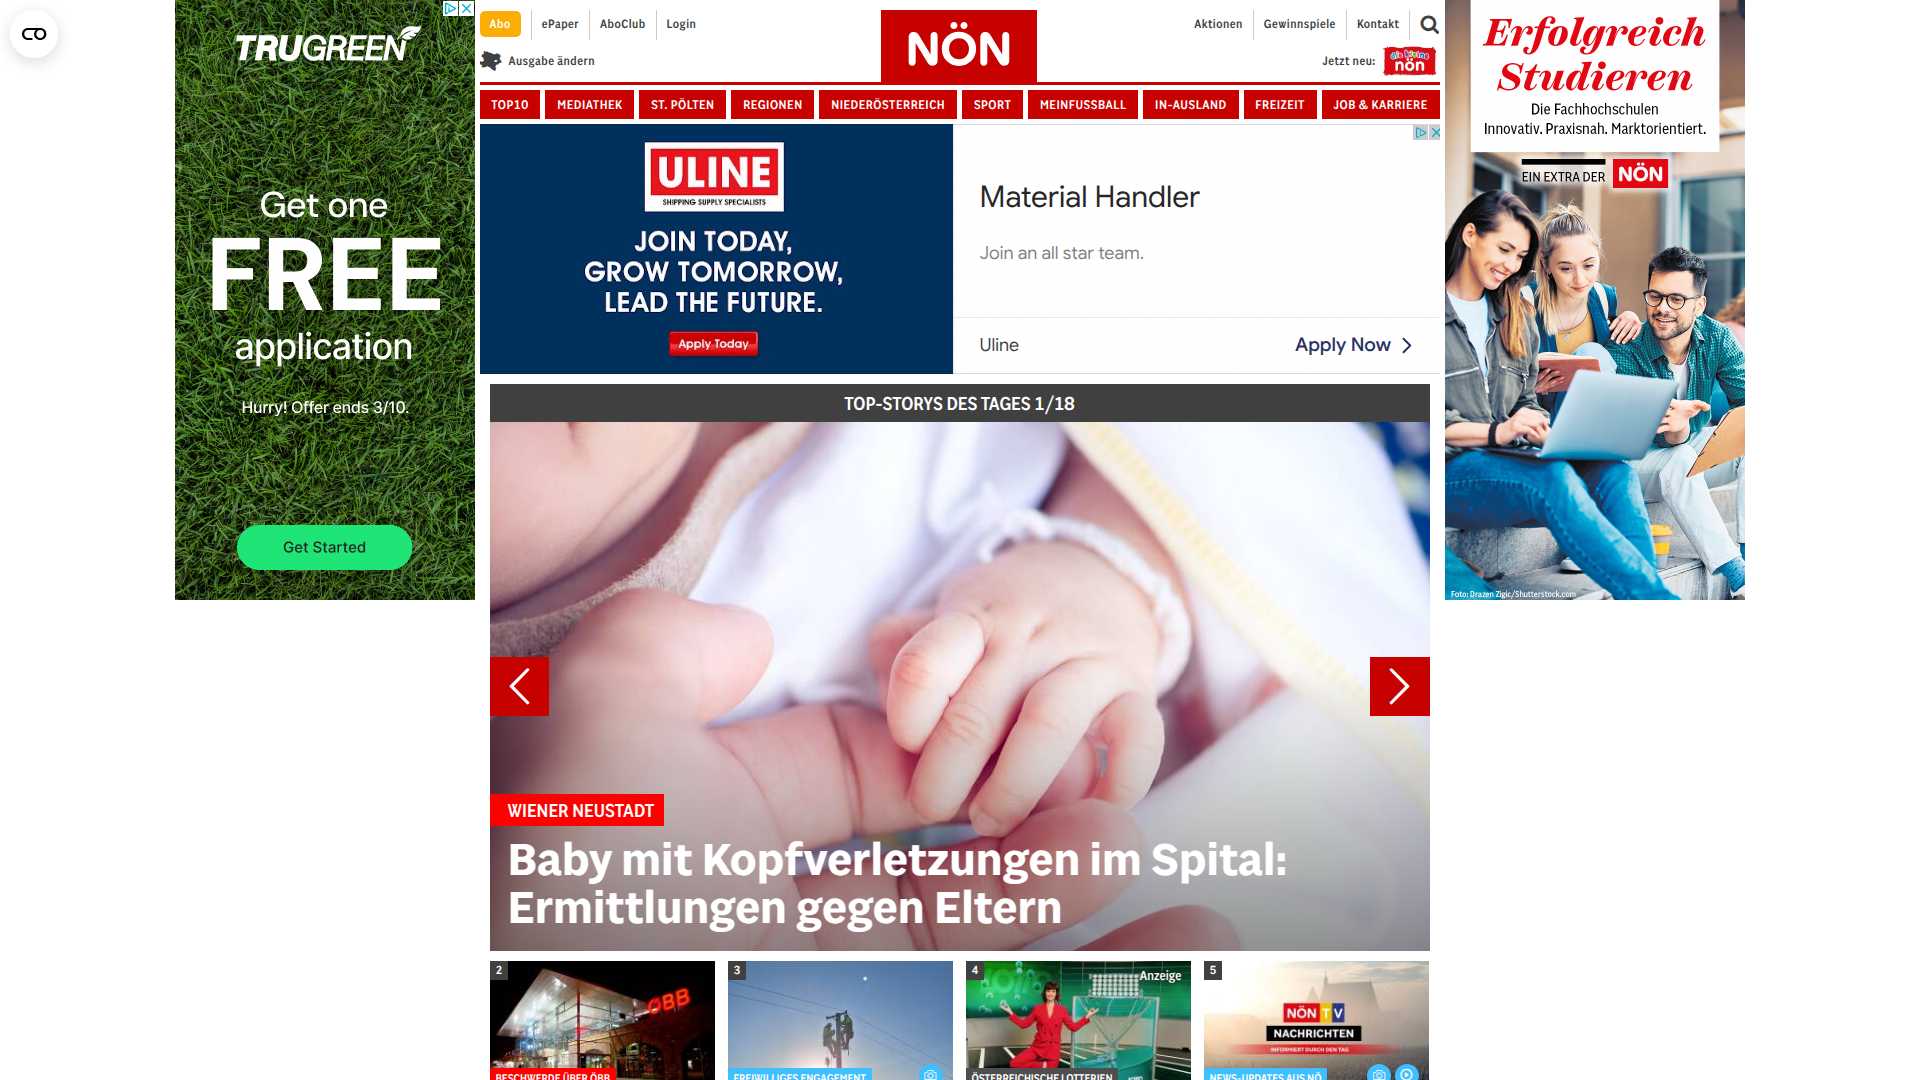 Abo
ePaper
AboClub
Login
NÖN
Aktionen
Gewinnspiele
Kontakt
Ausgabe ändern
Jetzt neu:
die kleine
nön
TOP10
MEDIATHEK
ST. PÖLTEN
REGIONEN
NIEDERÖSTERREICH
SPORT
MEINFUSSBALL
IN-AUSLAND
FREIZEIT
JOB & KARRIERE
TRUGREEN
Get one
FREE
application
Hurry! Offer ends 3/10.
Get Started
ULINE
SHIPPING SUPPLY SPECIALISTS
JOIN TODAY,
GROW TOMORROW,
LEAD THE FUTURE.
Apply Today
Material Handler
Join an all star team.
Uline
Apply Now
Erfolgreich
Studieren
Die Fachhochschulen
Innovativ. Praxisnah. Marktorientiert.
EIN EXTRA DER NÖN
Foto: Drazen Zigic/Shutterstock.com
TOP-STORYS DES TAGES 1/18
WIENER NEUSTADT
Baby mit Kopfverletzungen im Spital:
Ermittlungen gegen Eltern
2
ÖBB
BESCHWERDE ÜBER ÖBB
3
FREIWILLIGES ENGAGEMENT
4
Anzeige
ÖSTERREICHISCHE LOTTERIEN
5
NÖN TV
NACHRICHTEN
INFORMIERT DURCH DEN TAG
NEWS-UPDATES AUS NÖ